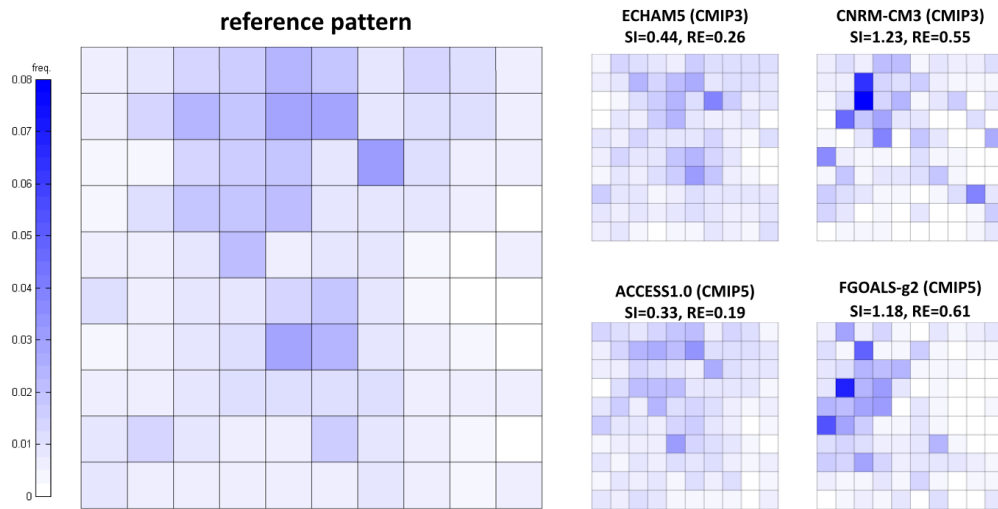 reference pattern
freq.
0.08
0.07
0.06
0.05
0.04
0.03
0.02
0.01
0
ECHAM5 (CMIP3)
SI=0.44, RE=0.26
CNRM-CM3 (CMIP3)
SI=1.23, RE=0.55
ACCESS1.0 (CMIP5)
SI=0.33, RE=0.19
FGOALS-g2 (CMIP5)
SI=1.18, RE=0.61